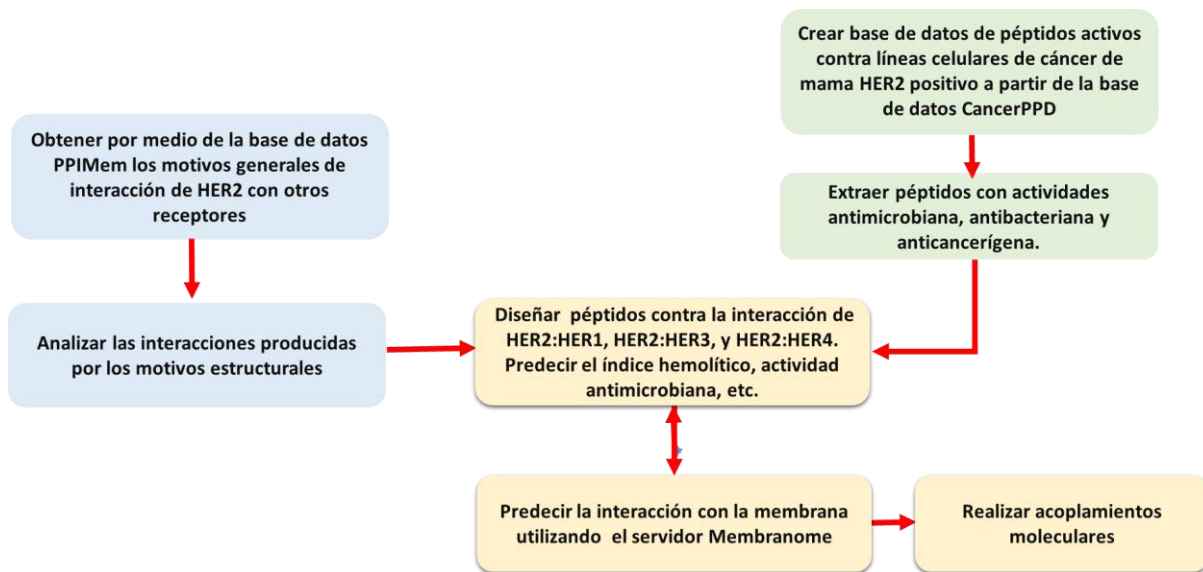 Obtener por medio de la base de datos
PPIMem los motivos generales de
interacción de HER2 con otros
receptores
Analizar las interacciones producidas
por los motivos estructurales
Crear base de datos de péptidos activos
contra líneas celulares de cáncer de
mama HER2 positivo a partir de la base
de datos CancerPPD
Extraer péptidos con actividades
antimicrobiana, antibacteriana y
anticancerígena.
Diseñar péptidos contra la interacción de
HER2:HER1, HER2:HER3, y HER2:HER4.
Predecir el índice hemolítico, actividad
antimicrobiana, etc.
Predecir la interacción con la membrana
utilizando el servidor Membranome
Realizar acoplamientos
moleculares